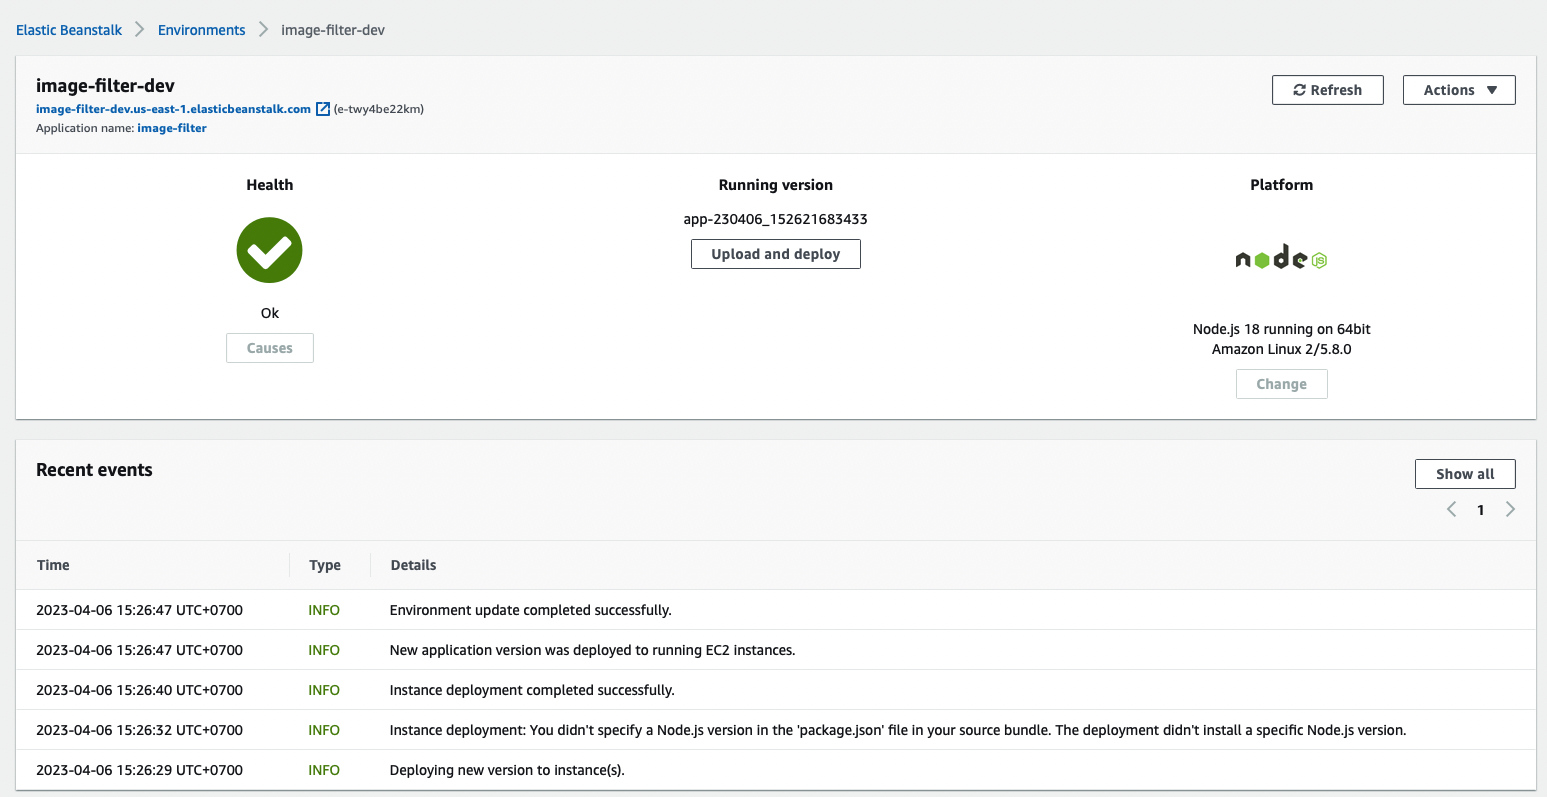 Elastic Beanstalk > Environments > image-filter-dev
image-filter-dev
Refresh
Actions ▼
image-filter-dev.us-east-1.elasticbeanstalk.com (e-twy4be22km)
Application name: image-filter
Health
Running version
Platform
app-230406_152621683433
Upload and deploy
node JS
Ok
Causes
Node.js 18 running on 64bit
Amazon Linux 2/5.8.0
Change
Recent events
Show all
< 1 >
Time Type Details
2023-04-06 15:26:47 UTC+0700 INFO Environment update completed successfully.
2023-04-06 15:26:47 UTC+0700 INFO New application version was deployed to running EC2 instances.
2023-04-06 15:26:40 UTC+0700 INFO Instance deployment completed successfully.
2023-04-06 15:26:32 UTC+0700 INFO Instance deployment: You didn't specify a Node.js version in the 'package.json' file in your source bundle. The deployment didn't install a specific Node.js version.
2023-04-06 15:26:29 UTC+0700 INFO Deploying new version to instance(s).